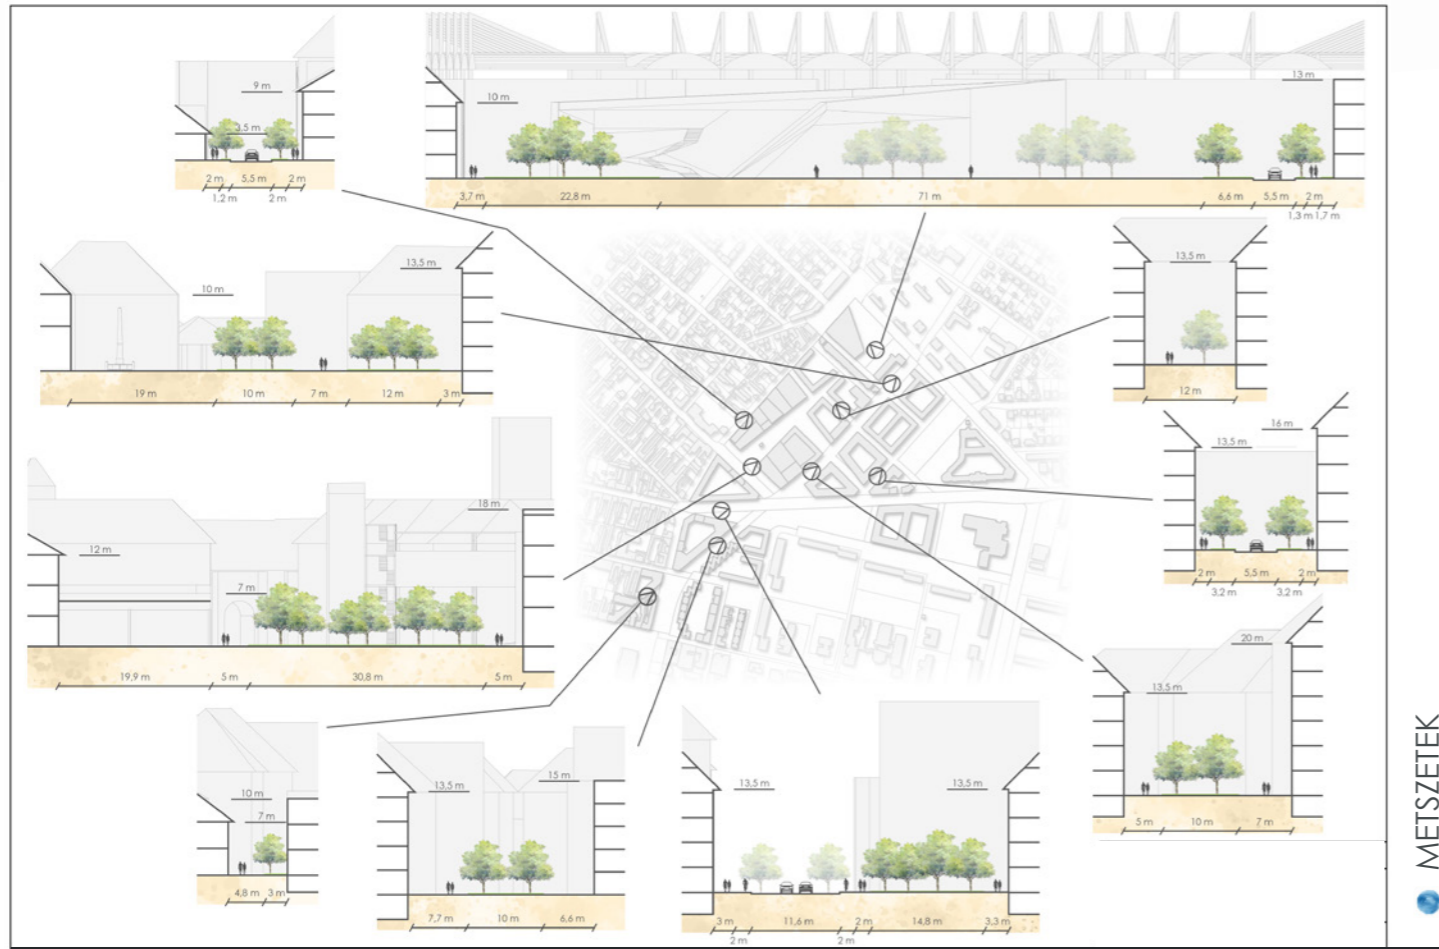 9 m
3,5 m
2 m 5,5 m 2 m
1,2 m 2 m
10 m
13 m
3,7 m 22,8 m 71 m 6,6 m 5,5 m 2 m
1,3 m 1,7 m
10 m
13,5 m
19 m 10 m 7 m 12 m 3 m
13,5 m
12 m
13,5 m
16 m
2 m 5,5 m 2 m
3,2 m 3,2 m
12 m
7 m
18 m
19,9 m 5 m 30,8 m 5 m
20 m
13,5 m
5 m 10 m 7 m
10 m
7 m
4,8 m 3 m
13,5 m
15 m
7,7 m 10 m 6,6 m
13,5 m
13,5 m
3 m 11,6 m 2 m 14,8 m 3,3 m
2 m 2 m
METSZETEK